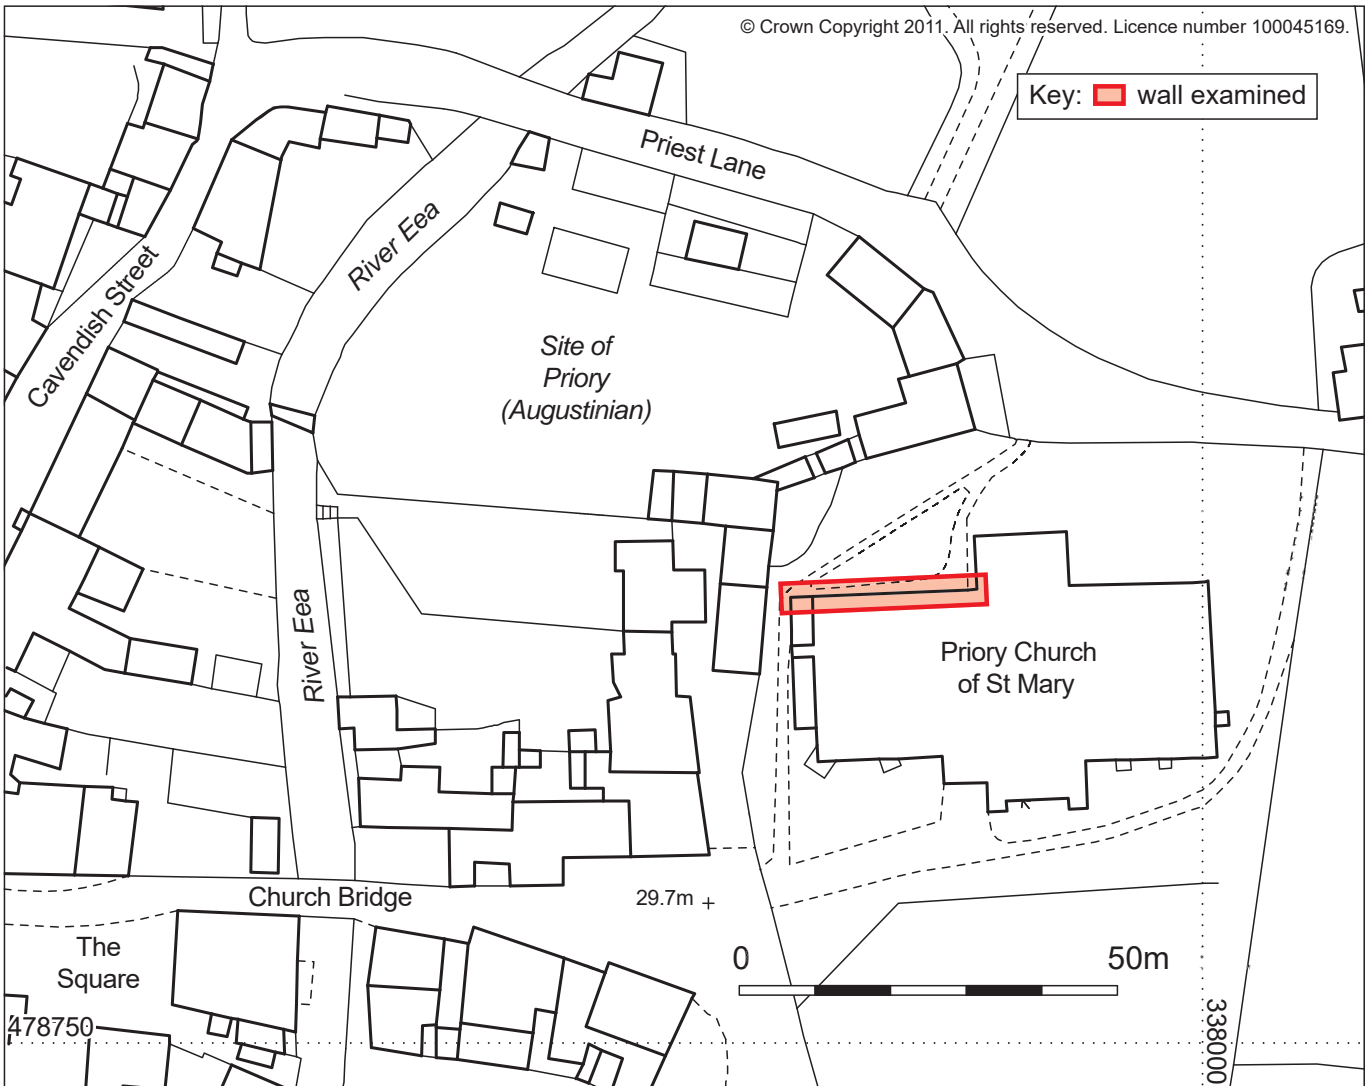 © Crown Copyright 2011. All rights reserved. Licence number 100045169.
Key: wall examined
Priest Lane
River Eea
Cavendish Street
Site of
Priory
(Augustinian)
River Eea
Priory Church
of St Mary
Church Bridge
29.7m
The
Square
0 50m
478750
338000